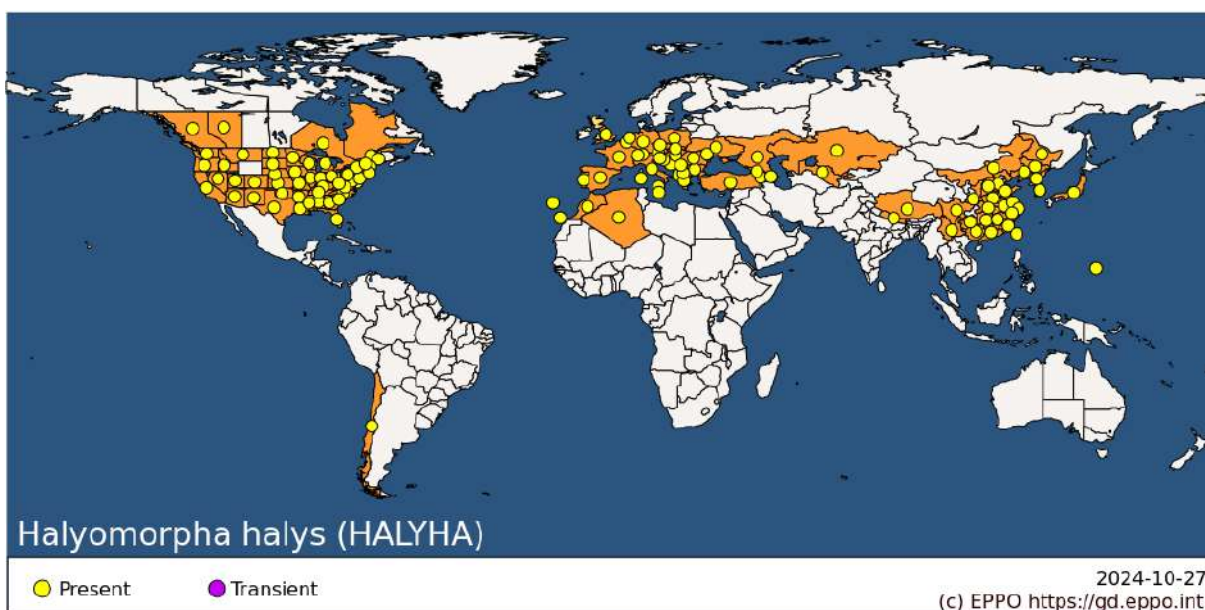 Halyomorpha halys (HALYHA)
Present
Transient
2024-10-27
(c) EPPO https://gd.eppo.int